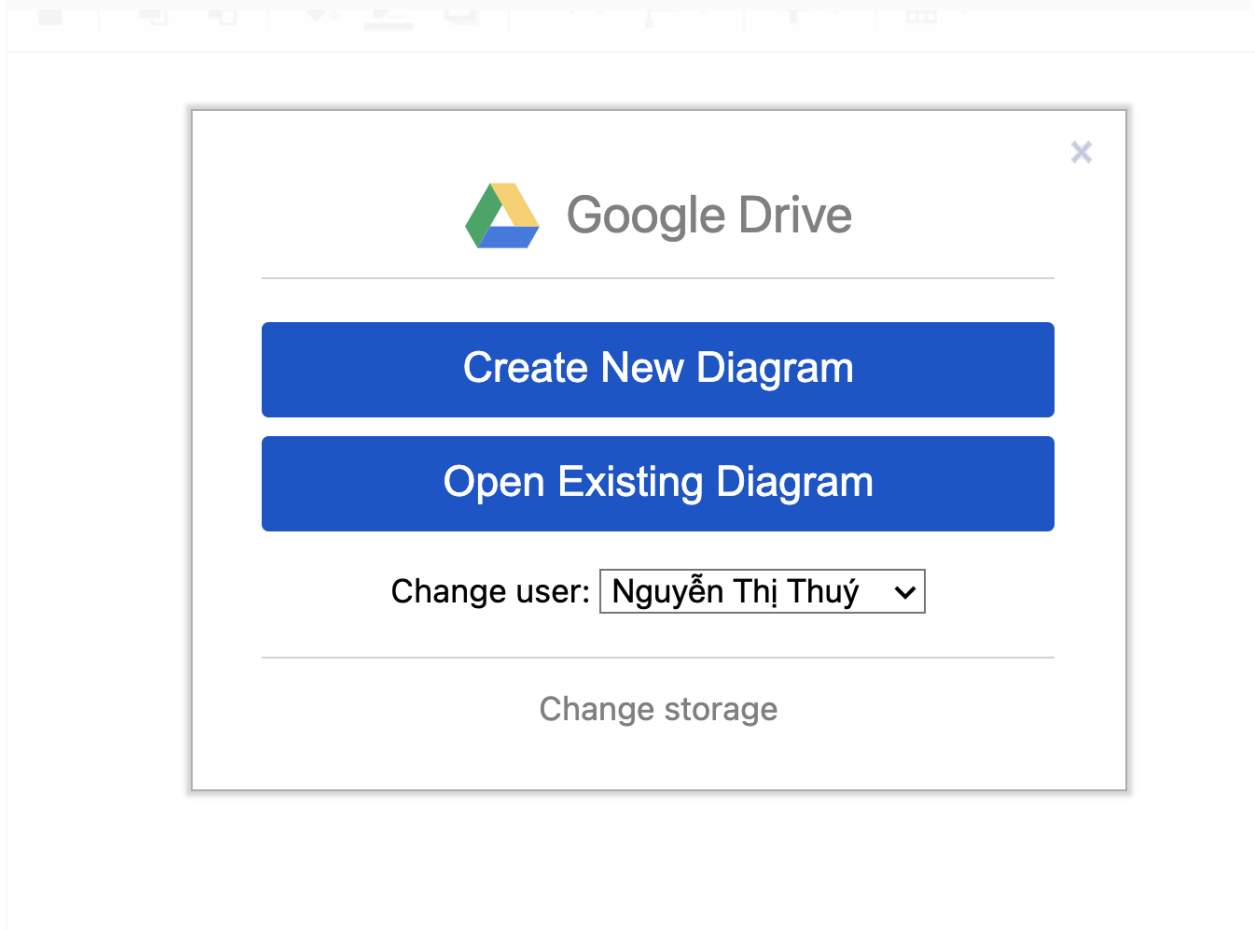 Google Drive
Create New Diagram
Open Existing Diagram
Change user: Nguyễn Thị Thuý
Change storage